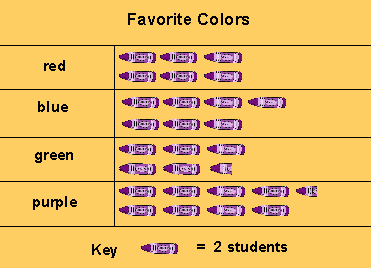 Favorite Colors
red
blue
green
purple
Key = 2 students